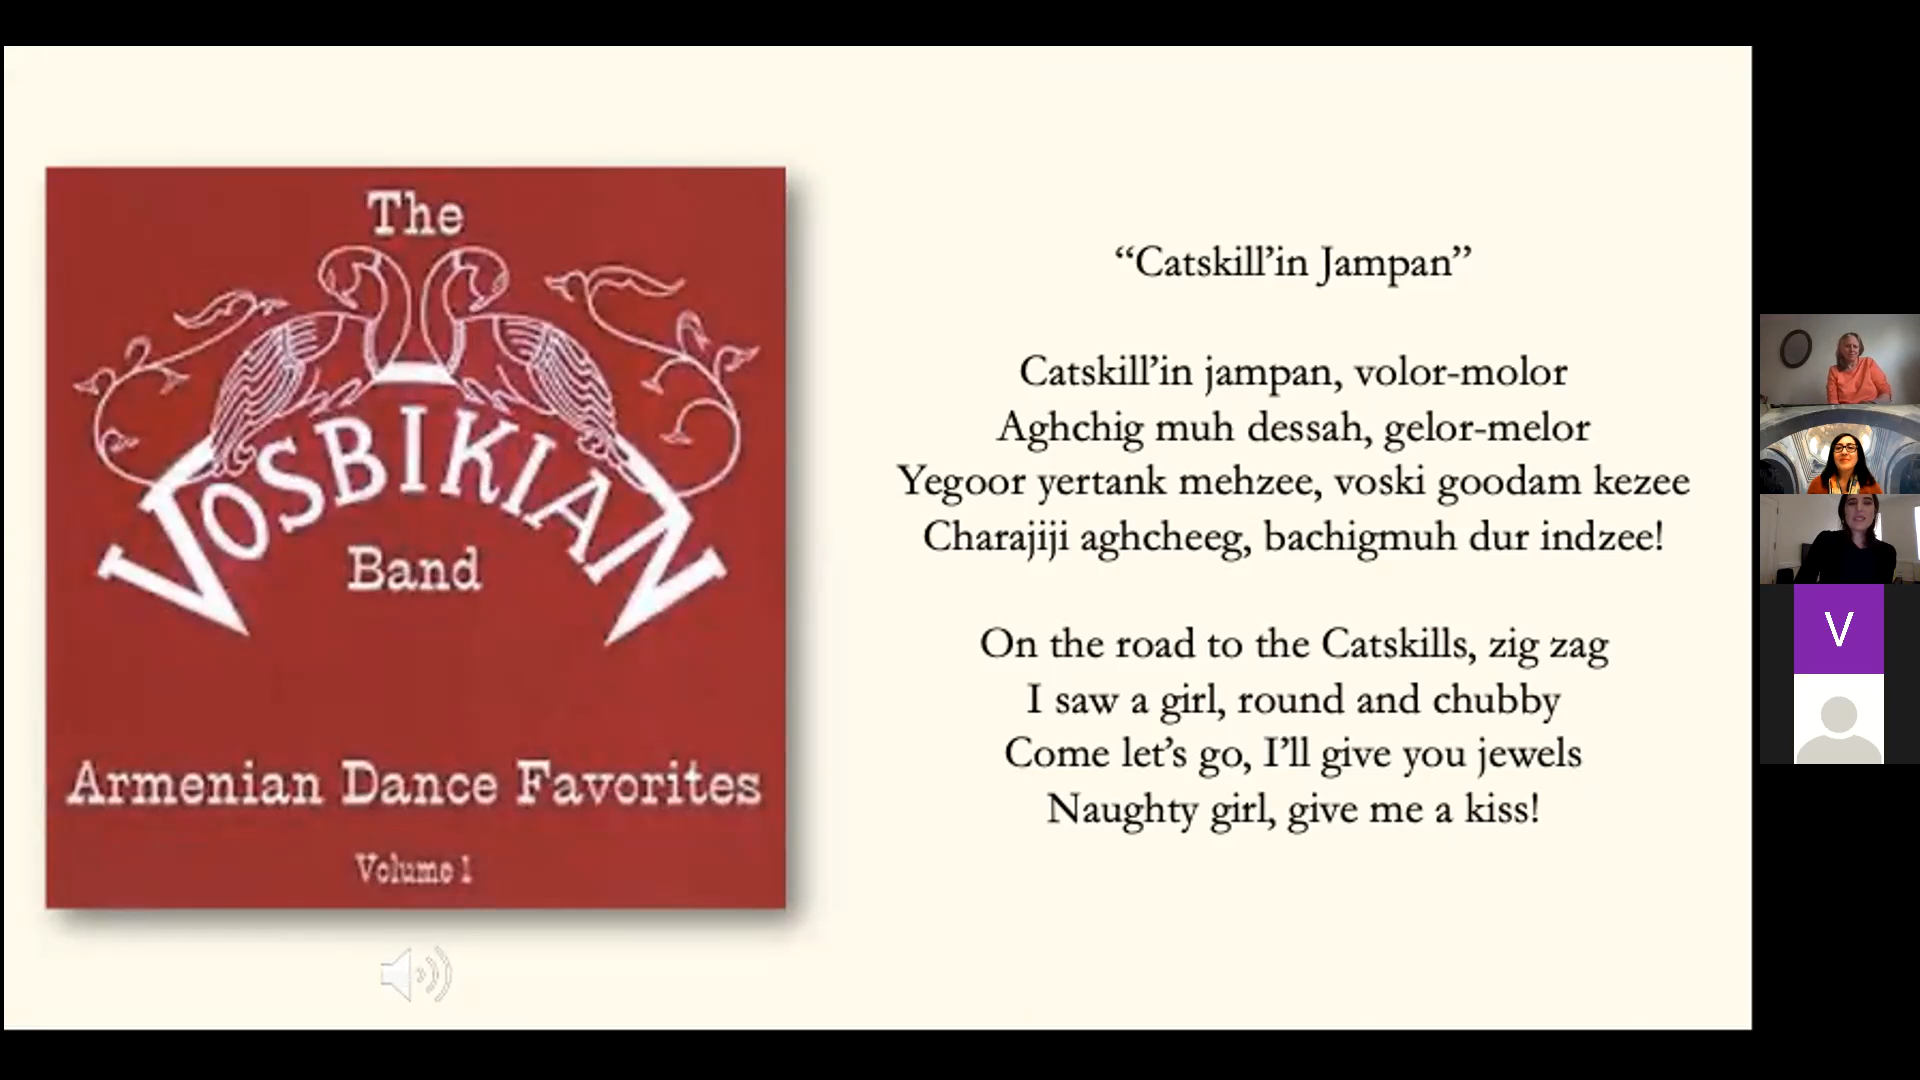 The
VOSBIKIAN
Band
Armenian Dance Favorites
Volume 1
“Catskill’in Jampan”
Catskill’in jampan, volor-molor
Aghchig muh dessah, gelor-melor
Yegoor yertank mehzee, voski goodam kezee
Charajiji aghcheeg, bachigmuh dur indzee!
On the road to the Catskills, zig zag
I saw a girl, round and chubby
Come let’s go, I’ll give you jewels
Naughty girl, give me a kiss!
V